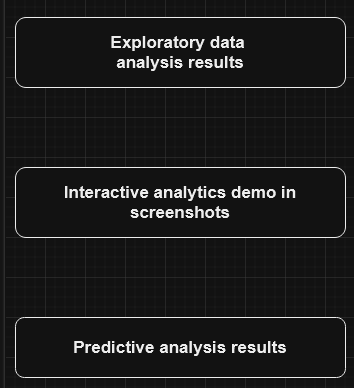 Exploratory data
analysis results
Interactive analytics demo in
screenshots
Predictive analysis results